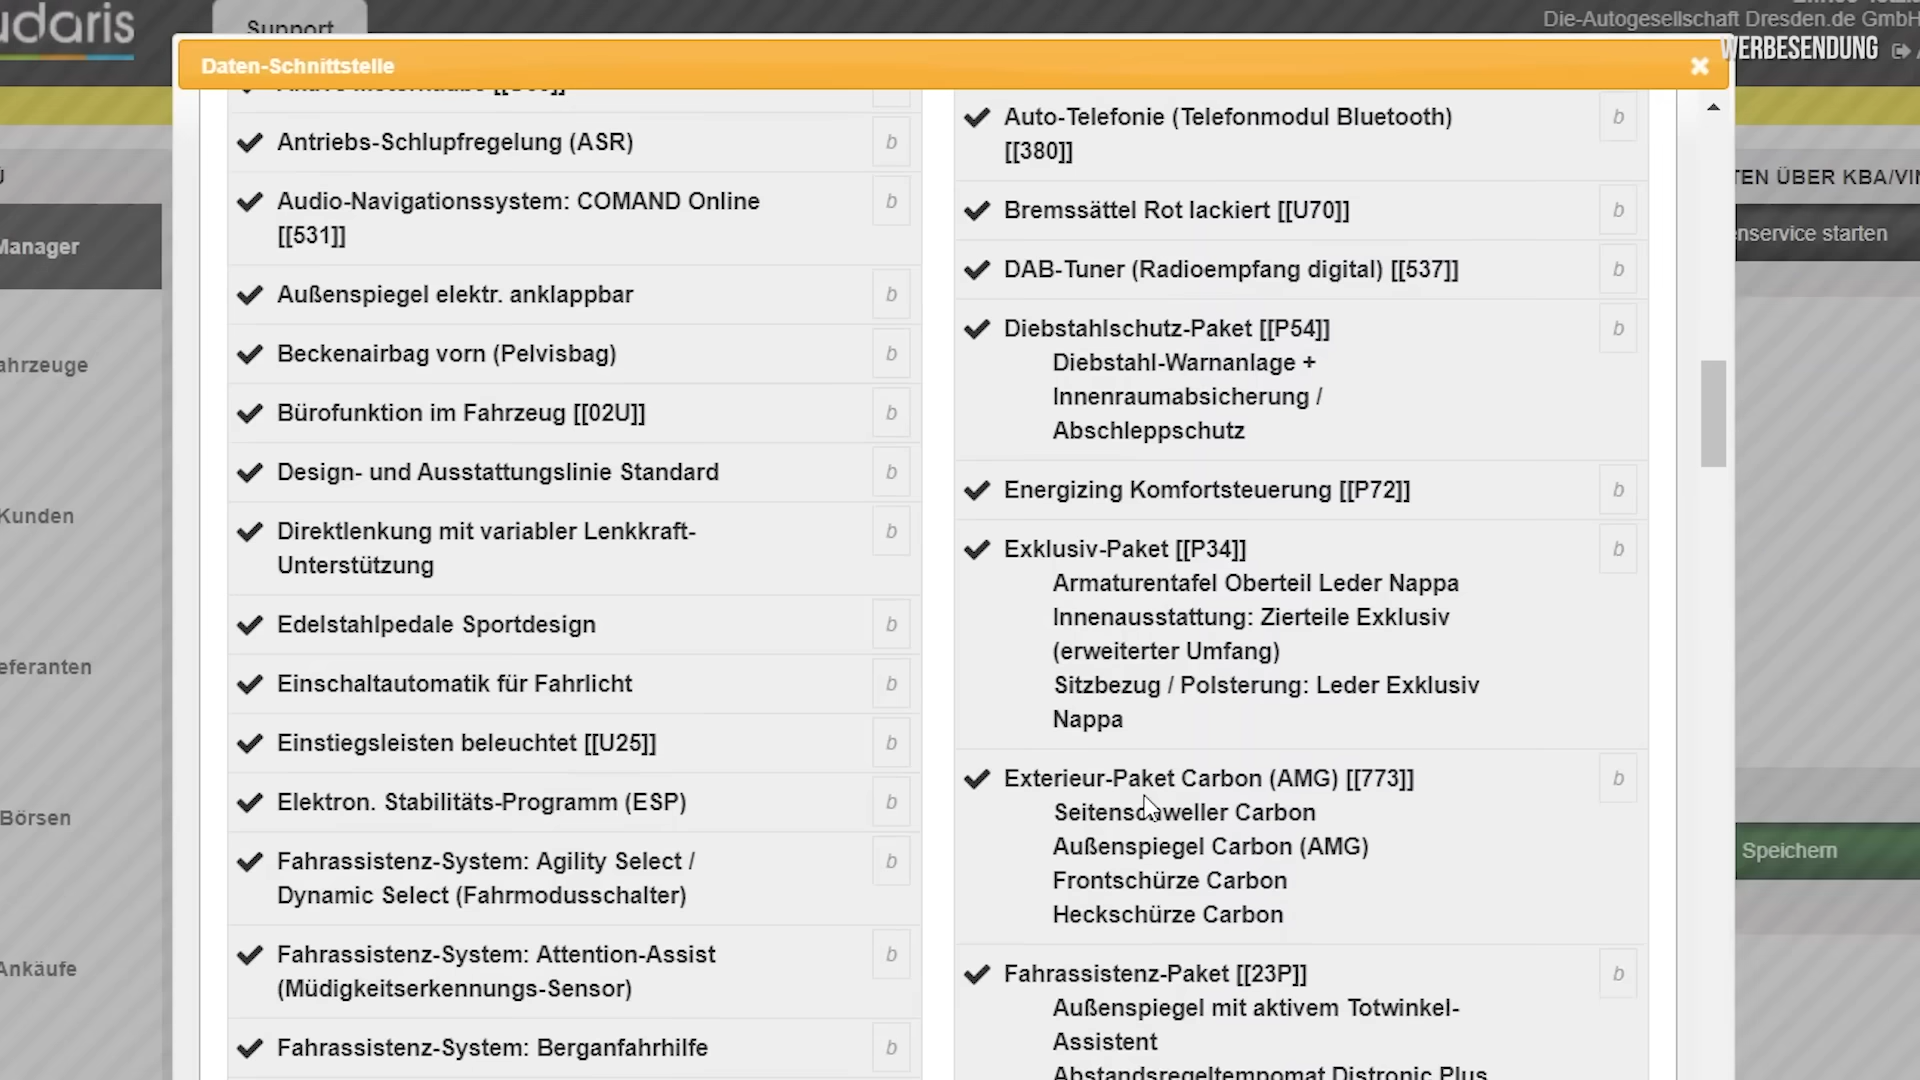 udaris
Support
Die-Autogesellschaft Dresden.de GmbH
WERBESENDUNG
Daten-Schnittstelle
Antriebs-Schlupfregelung (ASR)
b
Audio-Navigationssystem: COMAND Online
[[531]]
b
Außenspiegel elektr. anklappbar
b
Beckenairbag vorn (Pelvisbag)
b
Bürofunktion im Fahrzeug [[02U]]
b
Design- und Ausstattungslinie Standard
b
Direktlenkung mit variabler Lenkkraft-
Unterstützung
b
Edelstahlpedale Sportdesign
b
Einschaltautomatik für Fahrlicht
b
Einstiegsleisten beleuchtet [[U25]]
b
Elektron. Stabilitäts-Programm (ESP)
b
Fahrassistenz-System: Agility Select /
Dynamic Select (Fahrmodusschalter)
b
Fahrassistenz-System: Attention-Assist
(Müdigkeitserkennungs-Sensor)
b
Fahrassistenz-System: Berganfahrhilfe
b
Auto-Telefonie (Telefonmodul Bluetooth)
[[380]]
b
Bremssättel Rot lackiert [[U70]]
b
DAB-Tuner (Radioempfang digital) [[537]]
b
Diebstahlschutz-Paket [[P54]]
b
Diebstahl-Warnanlage +
Innenraumabsicherung /
Abschleppschutz
Energizing Komfortsteuerung [[P72]]
b
Exklusiv-Paket [[P34]]
b
Armaturentafel Oberteil Leder Nappa
Innenausstattung: Zierteile Exklusiv
(erweiterter Umfang)
Sitzbezug / Polsterung: Leder Exklusiv
Nappa
Exterieur-Paket Carbon (AMG) [[773]]
b
Seitenschweller Carbon
Außenspiegel Carbon (AMG)
Frontschürze Carbon
Heckschürze Carbon
Fahrassistenz-Paket [[23P]]
b
Außenspiegel mit aktivem Totwinkel-
Assistent
Abstandsregeltempomat Distronic Plus
Manager
ahrzeuge
Kunden
eferanten
Börsen
Ankäufe
TEN ÜBER KBA/VIN
nservice starten
Speichern